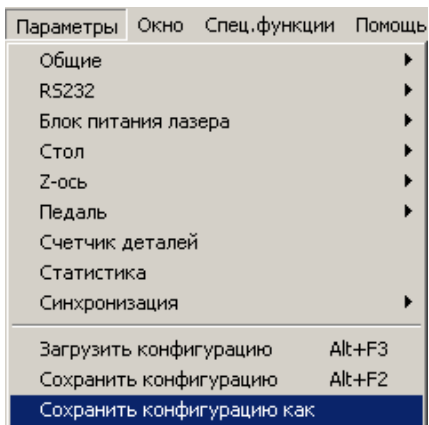 Параметры Окно Спец.функции Помощь
Общие
RS232
Блок питания лазера
Стол
Z-ось
Педаль
Счетчик деталей
Статистика
Синхронизация
Загрузить конфигурацию Alt+F3
Сохранить конфигурацию Alt+F2
Сохранить конфигурацию как